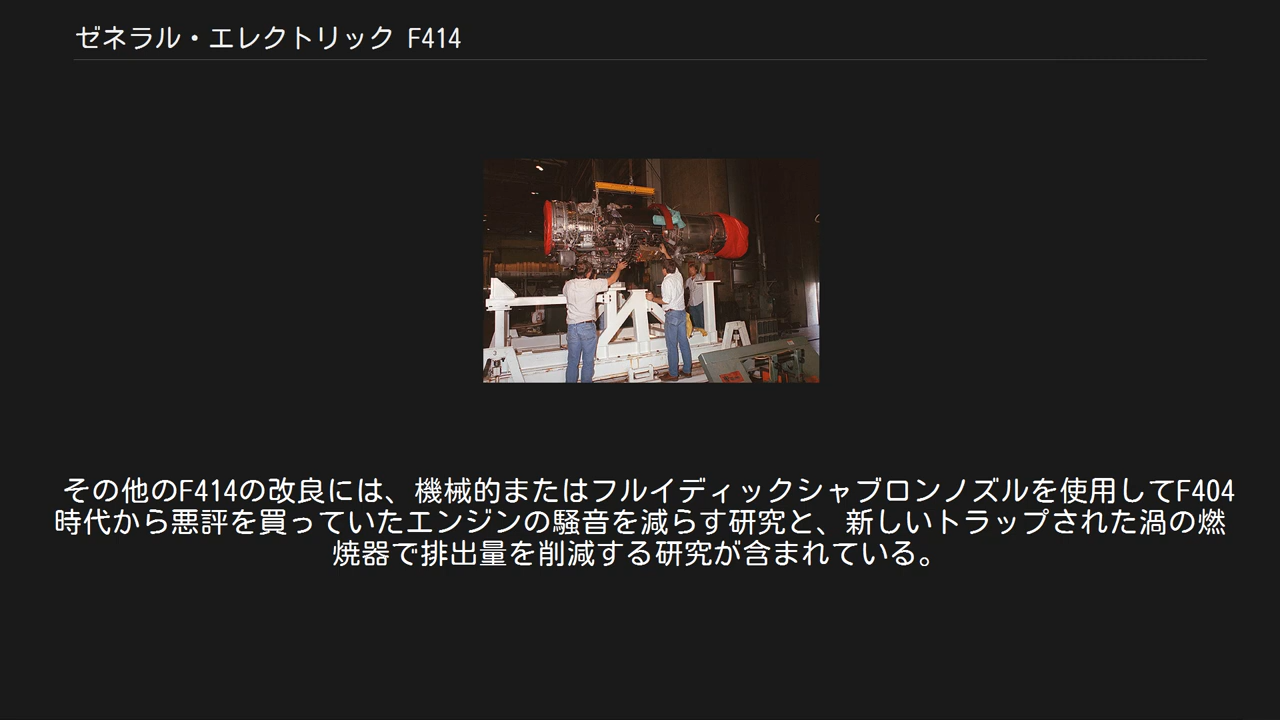 ゼネラル・エレクトリック F414
その他のF414の改良には、機械的またはフルイディックシャブロンノズルを使用してF404
時代から悪評を買っていたエンジンの騒音を減らす研究と、新しいトラップされた渦の燃
焼器で排出量を削減する研究が含まれている。